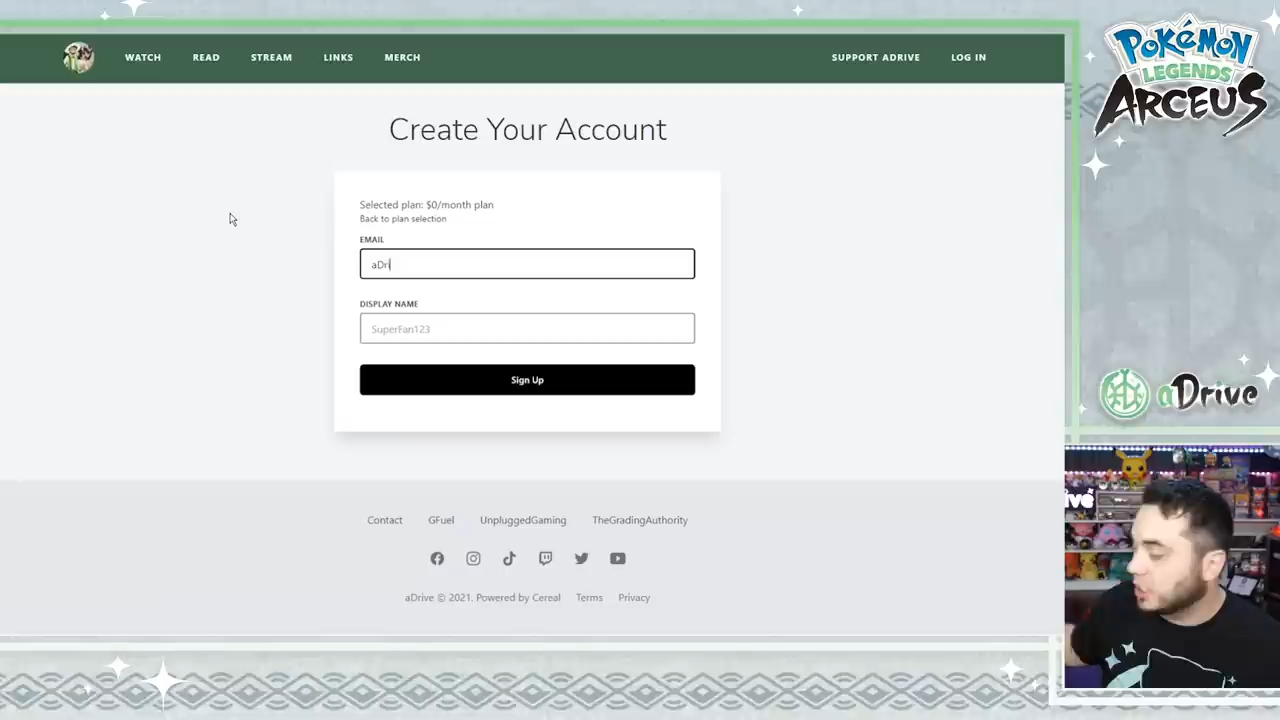 WATCH READ STREAM LINKS MERCH SUPPORT ADRIVE LOG IN
Pokémon
LEGENDS
ARCEUS
Create Your Account
Selected plan: $0/month plan
Back to plan selection
EMAIL
aDri
DISPLAY NAME
SuperFan123
Sign Up
aDrive
Contact GFuel UnpluggedGaming TheGradingAuthority
aDrive © 2021. Powered by Cereal Terms Privacy